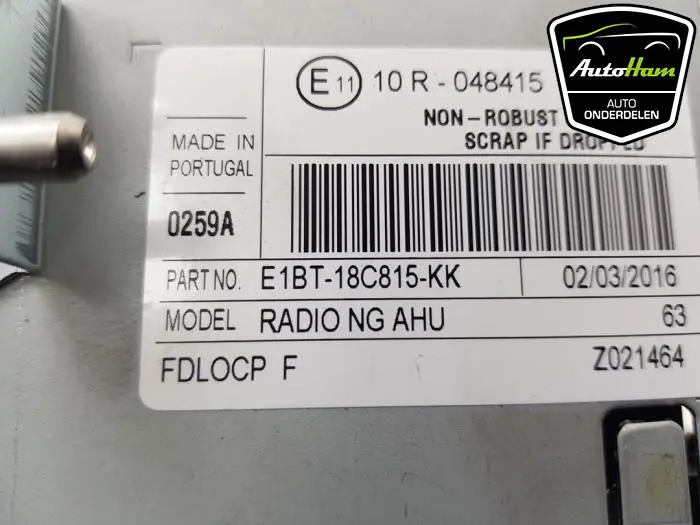 E 11 10 R - 048415
NON-ROBUST
SCRAP IF DROPPED
MADE IN
PORTUGAL
0259A
PART NO. E1BT-18C815-KK 02/03/2016
MODEL RADIO NG AHU 63
FDLOCP F Z021464
AutoHam
AUTO
ONDERDELEN